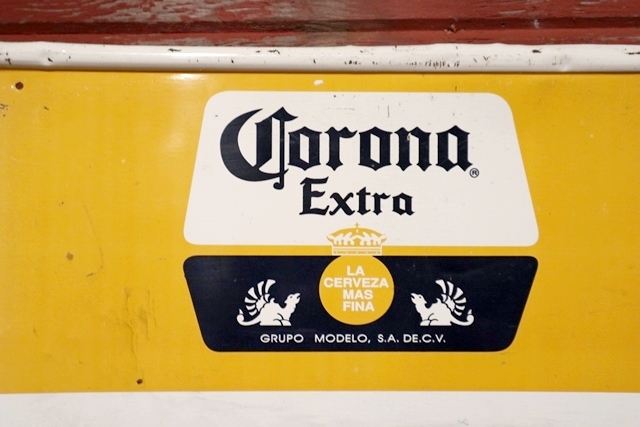 Corona®
Extra
LA
CERVEZA
MAS
FINA
GRUPO MODELO, S.A. DE.C.V.